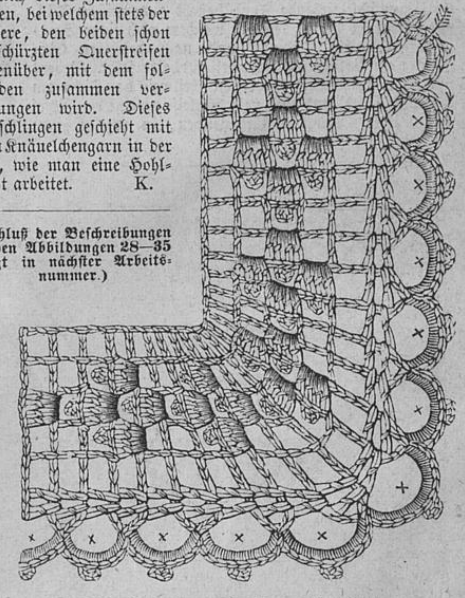 en, bei welchem stets der
ere, den beiden schon
schürzten Querstreifen
enüber, mit dem fol=
den zusammen ver=
ungen wird. Dieses
schlingen geschieht mit
Knäuelchengarn in der
, wie man eine Hohl=
t arbeitet. K.
hluß der Beschreibungen
den Abbildungen 28—35
gt in nächster Arbeits=
nummer.)